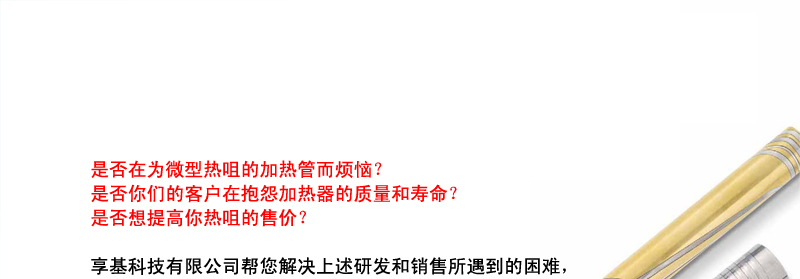 是否在为微型热咀的加热管而烦恼?
是否你们的客户在抱怨加热器的质量和寿命?
是否想提高你热咀的售价?
享基科技有限公司帮您解决上述研发和销售所遇到的困难，